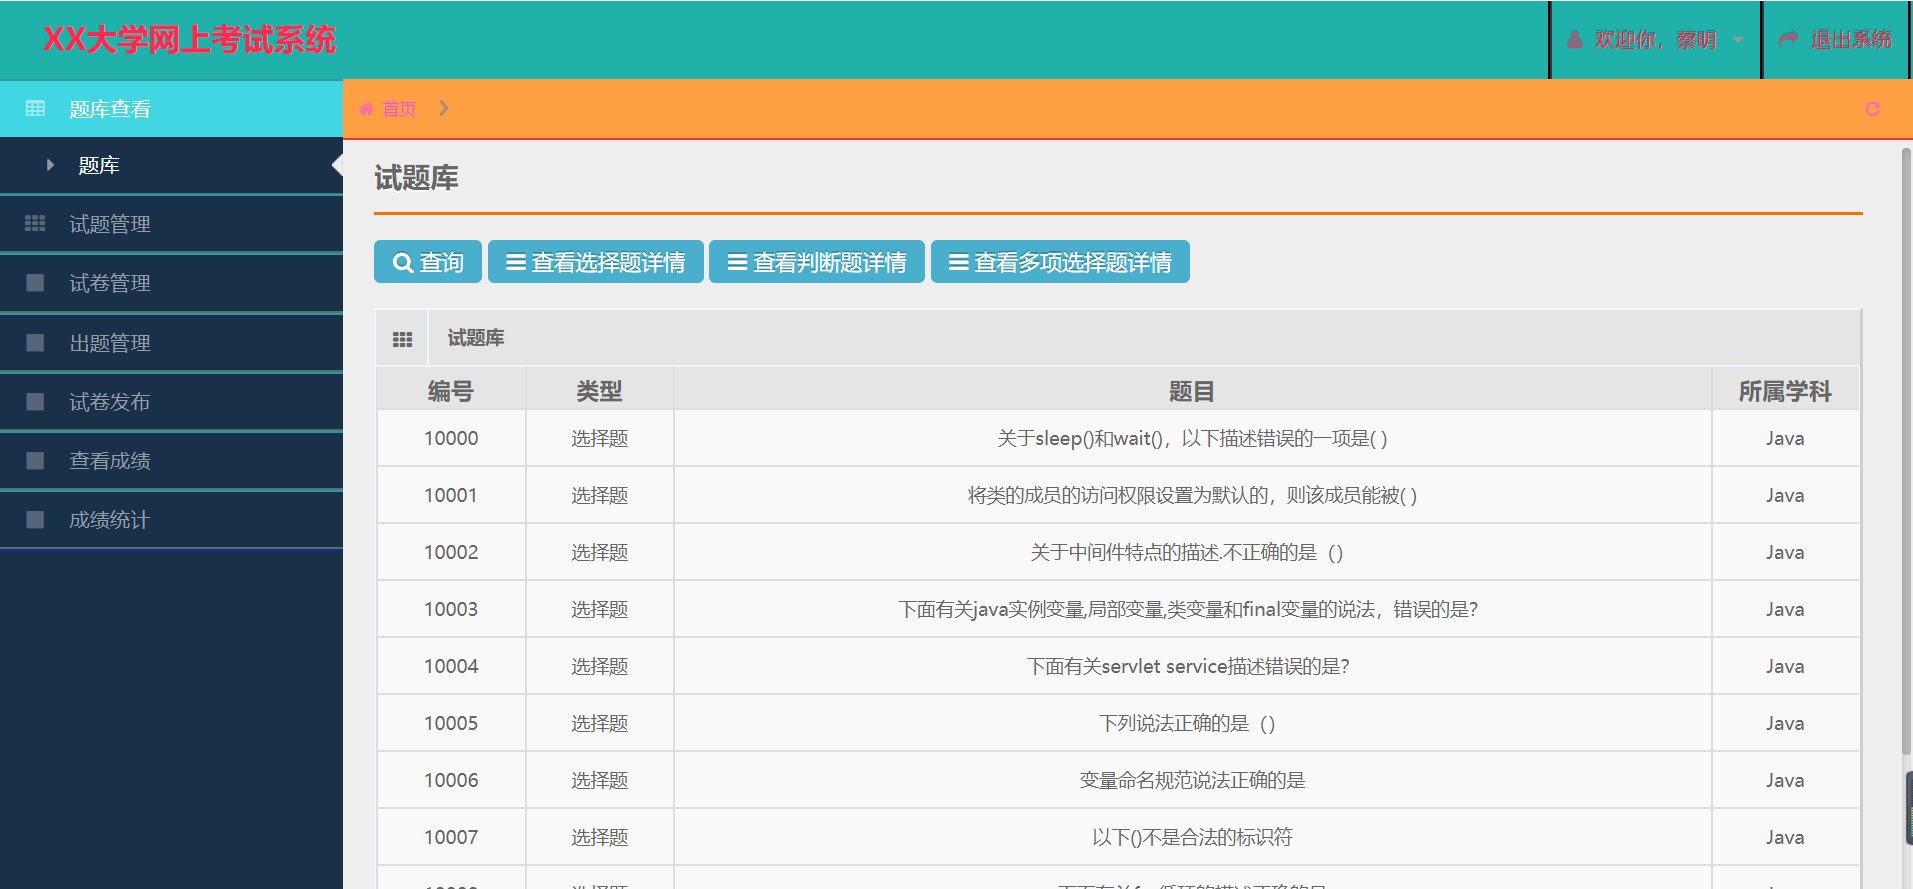 XX大学网上考试系统
欢迎你，蔡明
退出系统
题库查看
题库
试题管理
试卷管理
出题管理
试卷发布
查看成绩
成绩统计
首页
试题库
查询 查看选择题详情 查看判断题详情 查看多项选择题详情
试题库
编号 类型 题目 所属学科
10000 选择题 关于sleep()和wait()，以下描述错误的一项是( ) Java
10001 选择题 将类的成员的访问权限设置为默认的，则该成员能被( ) Java
10002 选择题 关于中间件特点的描述.不正确的是（） Java
10003 选择题 下面有关java实例变量,局部变量,类变量和final变量的说法，错误的是? Java
10004 选择题 下面有关servlet service描述错误的是? Java
10005 选择题 下列说法正确的是（） Java
10006 选择题 变量命名规范说法正确的是 Java
10007 选择题 以下()不是合法的标识符 Java